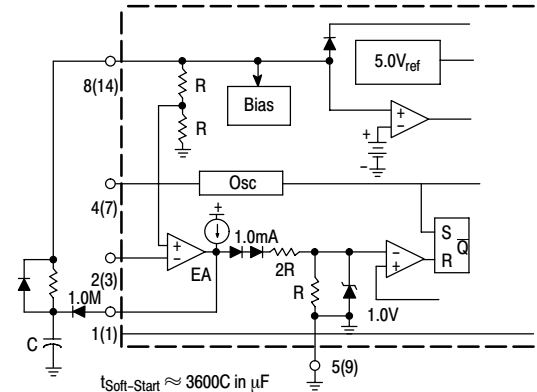 5.0Vref
8(14)
R
Bias
R
+
−
+
−
Osc
4(7)
+
1.0mA
S
Q
R
+
−
EA
2R
−
+
2(3)
R
1.0V
1.0M
1(1)
C
5(9)
tSoft-Start ≈ 3600C in µF